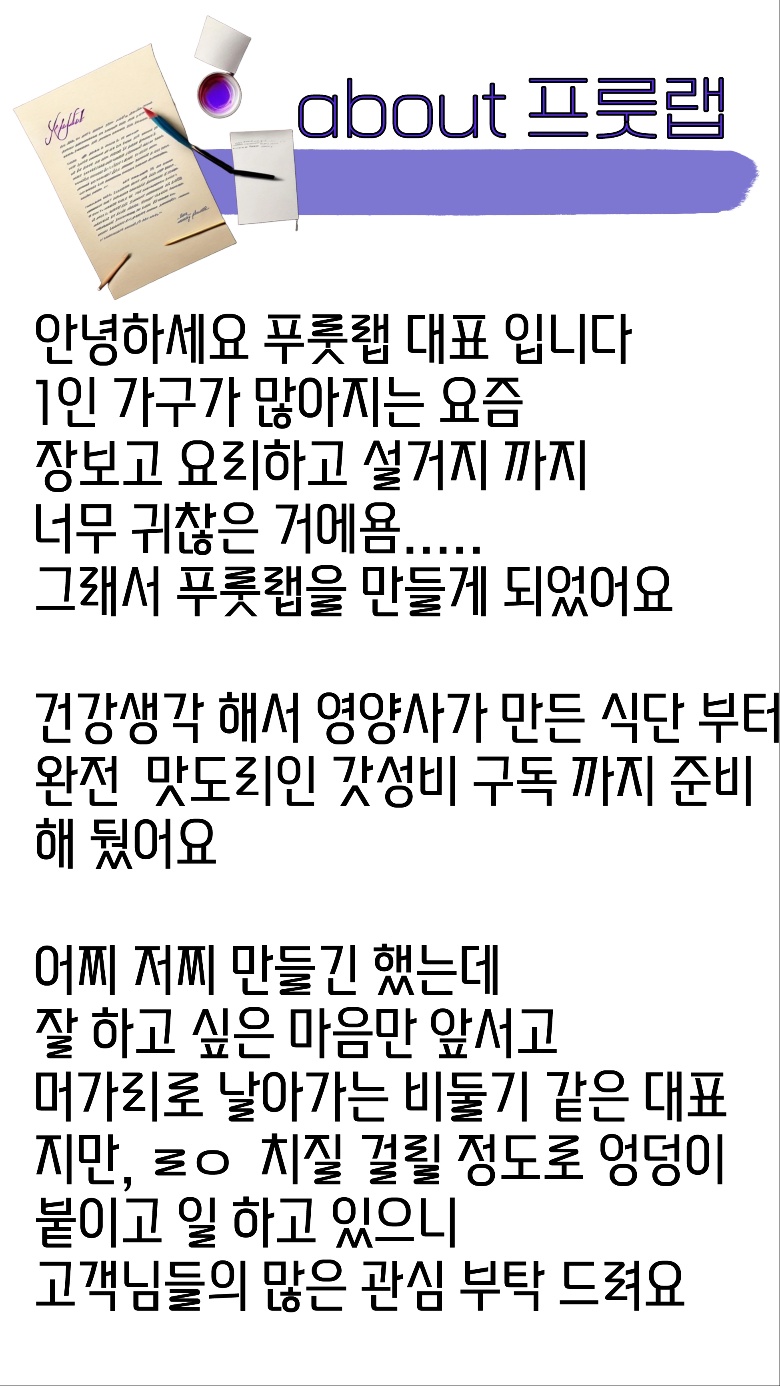 about 프룻랩
안녕하세요 푸룻랩 대표 입니다
1인 가구가 많아지는 요즘
장보고 요리하고 설거지 까지
너무 귀찮은 거에욤.....
그래서 푸룻랩을 만들게 되었어요
건강생각 해서 영양사가 만든 식단 부터
완전 맛도리인 갓성비 구독 까지 준비
해 뒀어요
어찌 저찌 만들긴 했는데
잘 하고 싶은 마음만 앞서고
머가리로 날아가는 비둘기 같은 대표
지만, ㄹㅇ 치질 걸릴 정도로 엉덩이
붙이고 일 하고 있으니
고객님들의 많은 관심 부탁 드려요